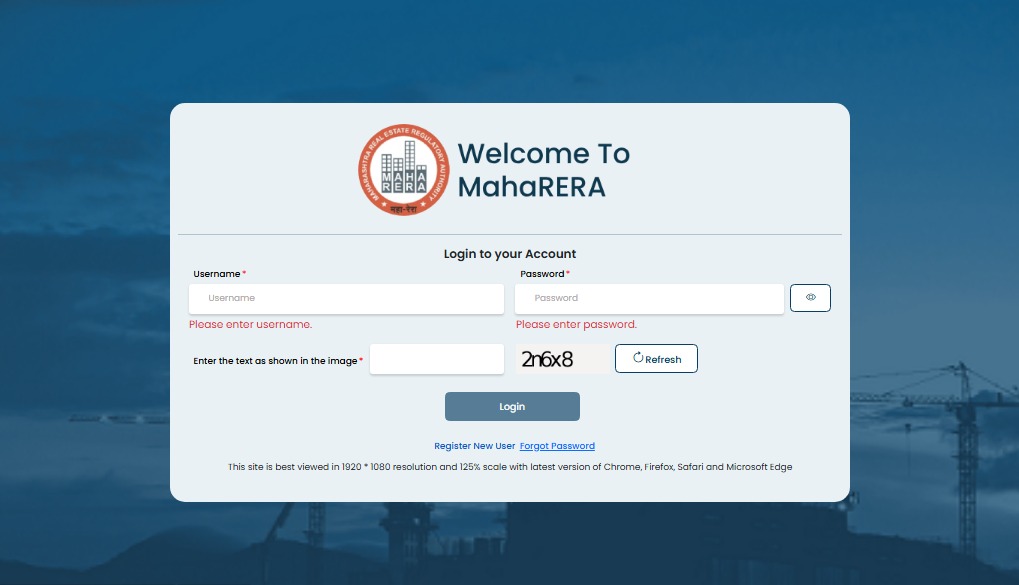 MAHARASHTRA REAL ESTATE REGULATORY AUTHORITY
MAHA
RERA
महा-रेरा
Welcome To
MahaRERA
Login to your Account
Username *
Password *
Username
Password
Please enter username.
Please enter password.
Enter the text as shown in the image *
2n6x8
Refresh
Login
Register New User Forgot Password
This site is best viewed in 1920 * 1080 resolution and 125% scale with latest version of Chrome, Firefox, Safari and Microsoft Edge